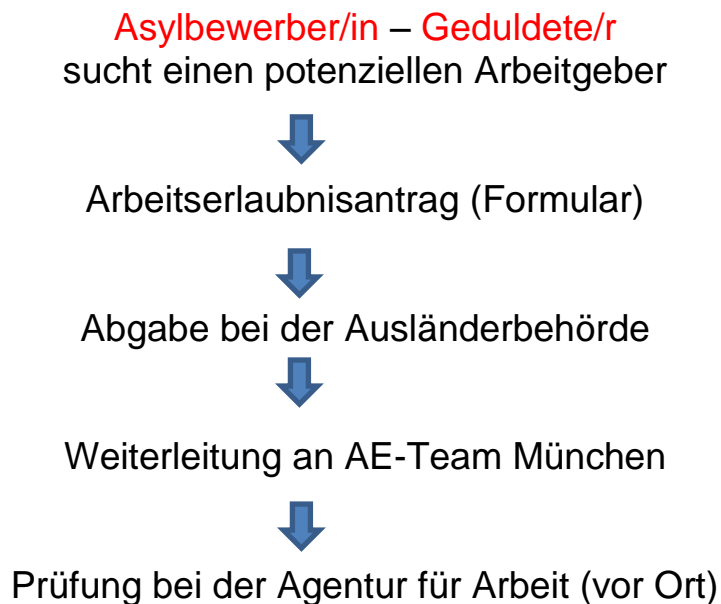 Asylbewerber/in – Geduldete/r
sucht einen potenziellen Arbeitgeber
Arbeitserlaubnisantrag (Formular)
Abgabe bei der Ausländerbehörde
Weiterleitung an AE-Team München
Prüfung bei der Agentur für Arbeit (vor Ort)